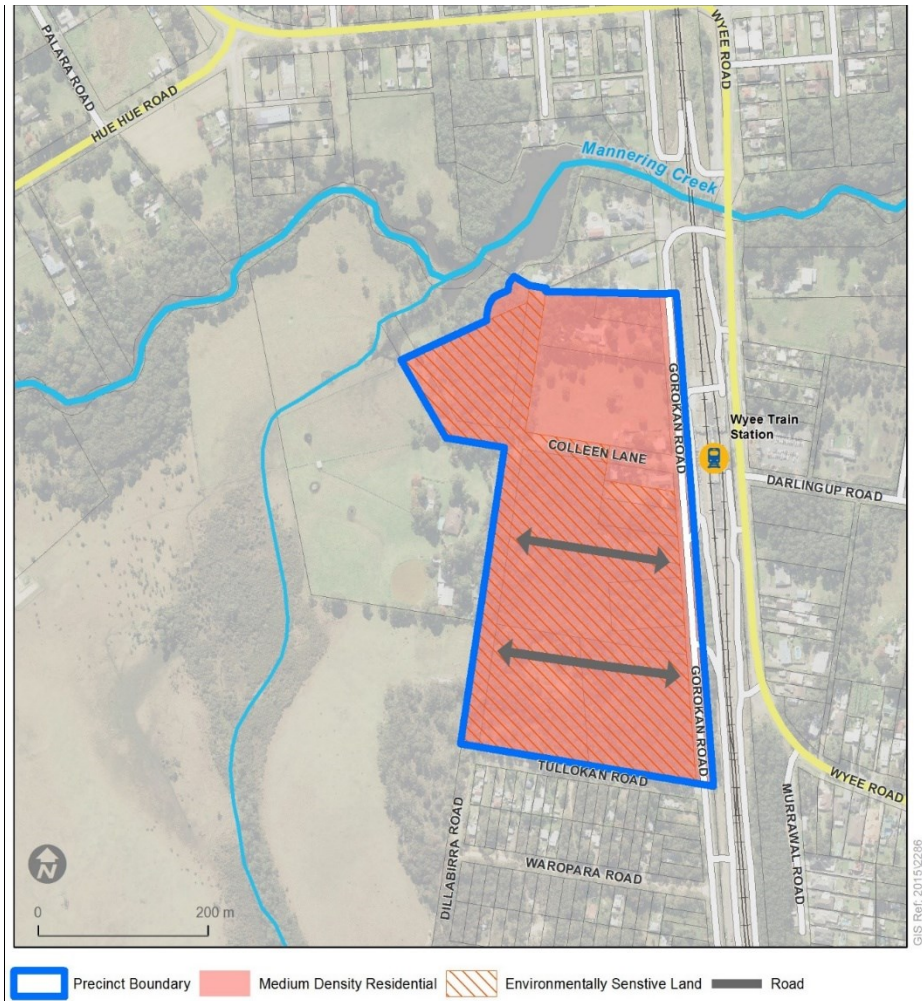 PALARA ROAD
HUE HUE ROAD
WYEE ROAD
Mannering Creek
GOROKAN ROAD
Wyee Train
Station
COLLEEN LANE
DARLINGUP ROAD
GOROKAN ROAD
TULLOKAN ROAD
WYEE ROAD
MURRAWAL ROAD
DILLABIRRA ROAD
WAROPARA ROAD
N
0 200 m
GIS Ref: 2015\2286
Precinct Boundary Medium Density Residential Environmentally Senstive Land Road